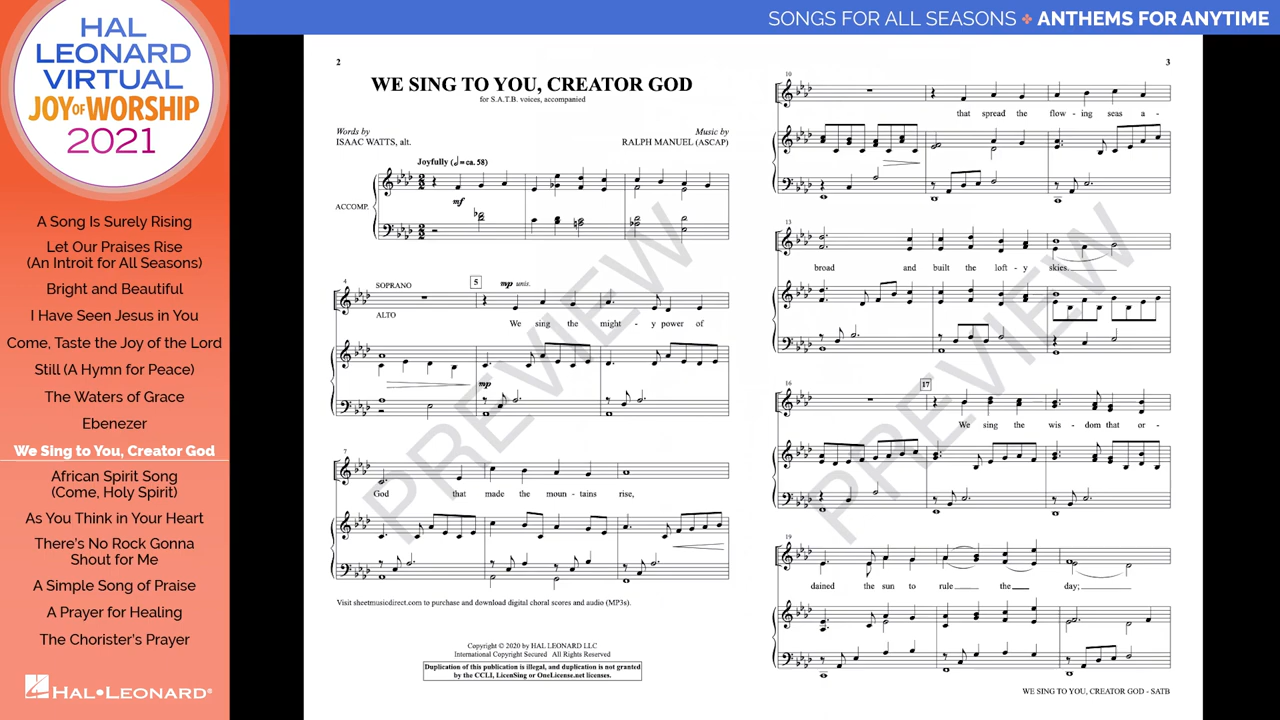 HAL
LEONARD
VIRTUAL
JOY OF WORSHIP
2021
A Song Is Surely Rising
Let Our Praises Rise
(An Introit for All Seasons)
Bright and Beautiful
I Have Seen Jesus in You
Come, Taste the Joy of the Lord
Still (A Hymn for Peace)
The Waters of Grace
Ebenezer
We Sing to You, Creator God
African Spirit Song
(Come, Holy Spirit)
As You Think in Your Heart
There's No Rock Gonna
Shout for Me
A Simple Song of Praise
A Prayer for Healing
The Chorister's Prayer
HAL•LEONARD®
SONGS FOR ALL SEASONS ANTHEMS FOR ANYTIME
2
WE SING TO YOU, CREATOR GOD
for S.A.T.B. voices, accompanied
Words by
ISAAC WATTS, alt.
Music by
RALPH MANUEL (ASCAP)
Joyfully (𝅗𝅥 = ca. 58)
ACCOMP.
mf
4
SOPRANO
ALTO
5
mp unis.
We sing the might - y power of
mp
7
God that made the moun - tains rise,
Visit sheetmusicdirect.com to purchase and download digital choral scores and audio (MP3s).
Copyright © 2020 by HAL LEONARD LLC
International Copyright Secured All Rights Reserved
Duplication of this publication is illegal, and duplication is not granted
by the CCLI, LicenSing or OneLicense.net licenses.
PREVIEW
3
10
that spread the flow - ing seas a -
13
broad and built the loft - y skies.
16
17
We sing the wis - dom that or -
19
dained the sun to rule the day;
WE SING TO YOU, CREATOR GOD - SATB
PREVIEW